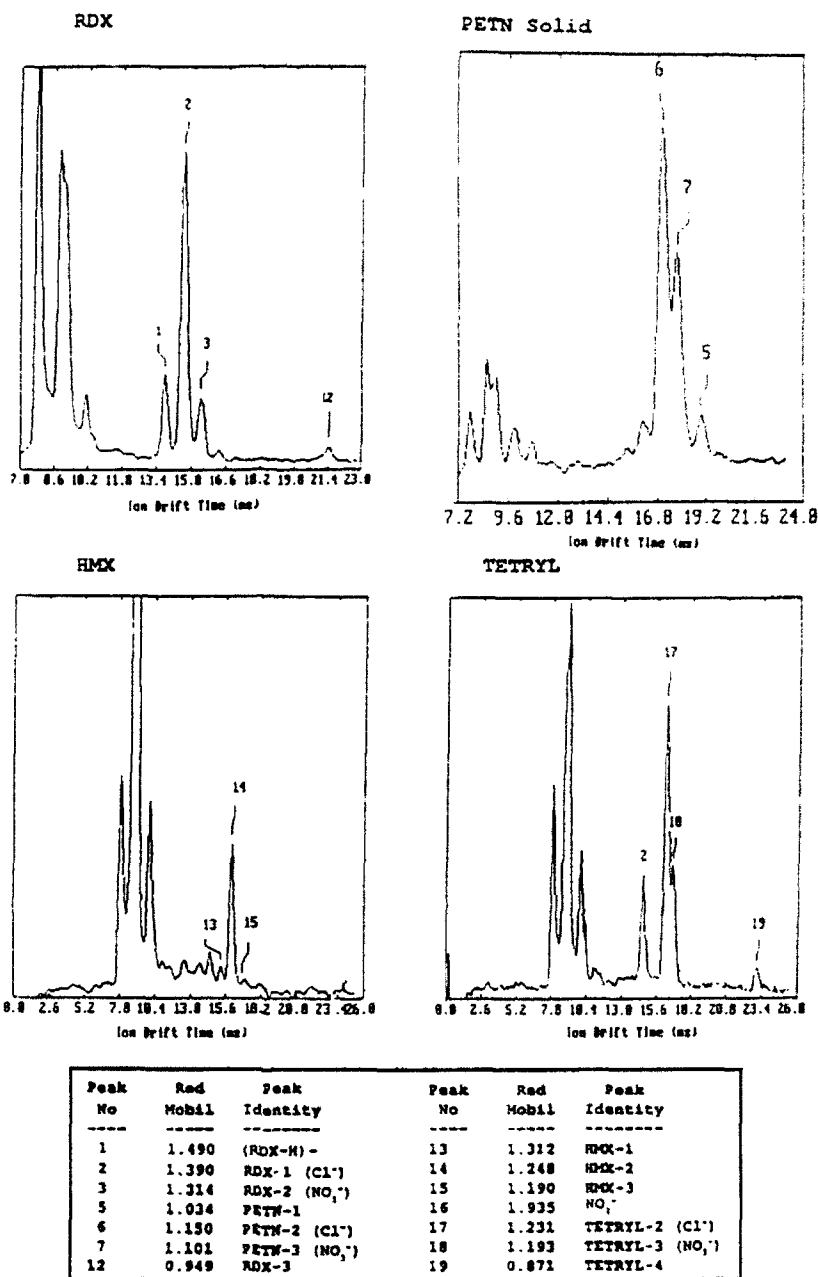 RDX
PETN Solid
2
1
3
12
7.0 8.6 10.2 11.8 13.4 15.0 16.6 18.2 19.8 21.4 23.0
Ion Drift Time (ms)
6
7
5
7.2 9.6 12.0 14.4 16.8 19.2 21.6 24.0
Ion Drift Time (ms)
HMX
TETRYL
14
13
15
0.0 2.6 5.2 7.8 10.4 13.0 15.6 18.2 20.8 23.4 26.0
Ion Drift Time (ms)
17
18
2
19
0.0 2.6 5.2 7.8 10.4 13.0 15.6 18.2 20.8 23.4 26.0
Ion Drift Time (ms)
Peak Red Peak Peak Red Peak
No Mobil Identity No Mobil Identity
---- ----- -------- ---- ----- --------
1 1.490 (RDX-H)- 13 1.312 HMX-1
2 1.390 RDX-1 (Cl⁻) 14 1.248 HMX-2
3 1.314 RDX-2 (NO₃⁻) 15 1.190 HMX-3
5 1.034 PETN-1 16 1.935 NO₃⁻
6 1.150 PETN-2 (Cl⁻) 17 1.231 TETRYL-2 (Cl⁻)
7 1.101 PETN-3 (NO₃⁻) 18 1.193 TETRYL-3 (NO₃⁻)
12 0.949 RDX-3 19 0.871 TETRYL-4